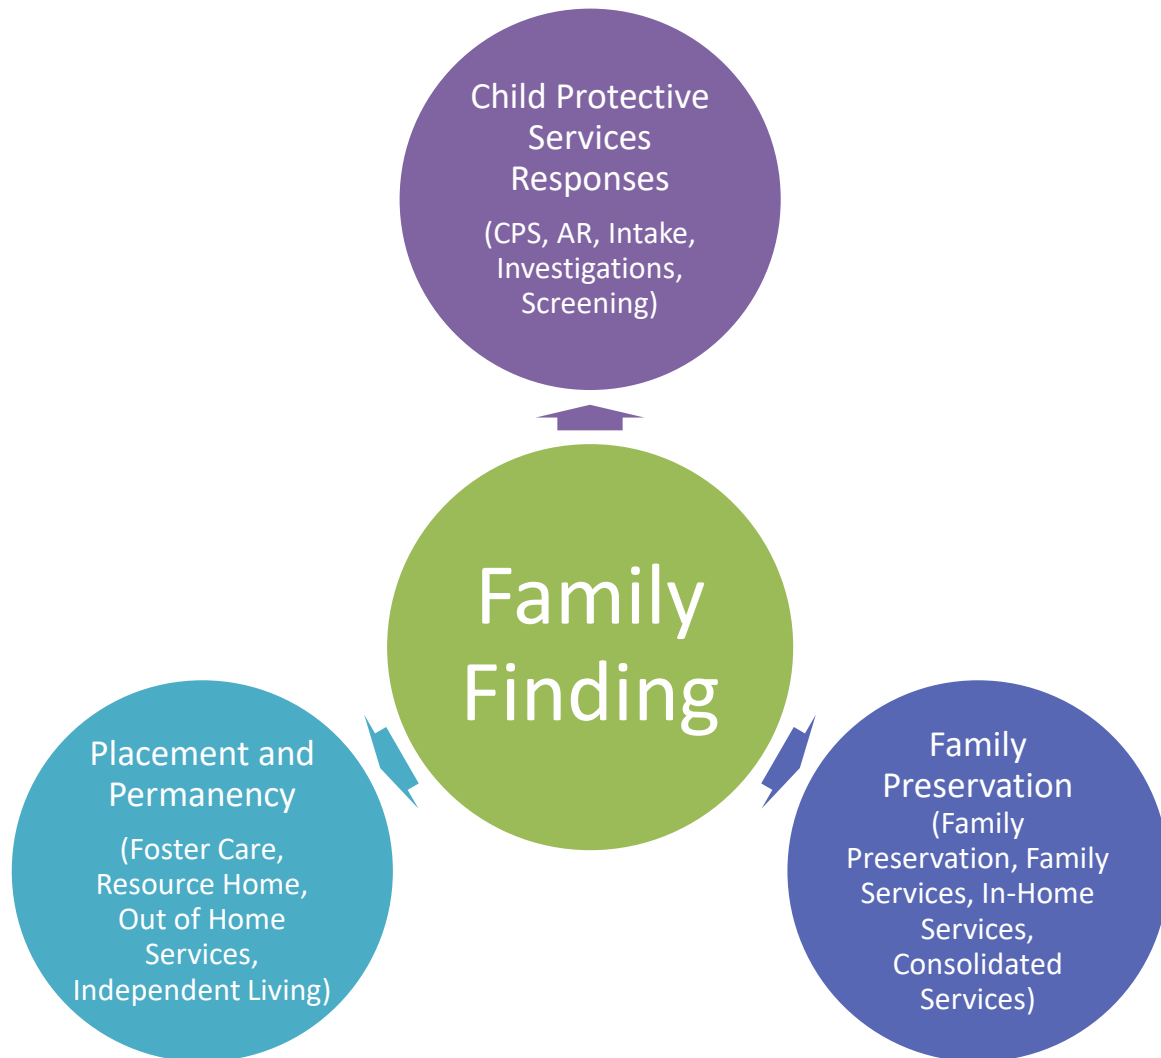 Child Protective
Services
Responses
(CPS, AR, Intake,
Investigations,
Screening)
Family
Finding
Placement and
Permanency
(Foster Care,
Resource Home,
Out of Home
Services,
Independent Living)
Family
Preservation
(Family
Preservation, Family
Services, In-Home
Services,
Consolidated
Services)